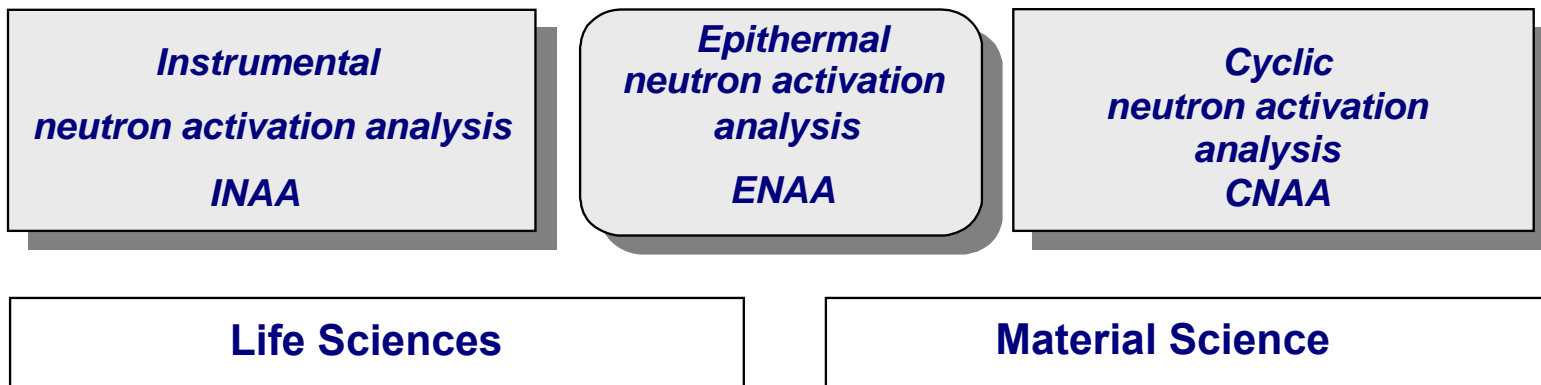 Instrumental
neutron activation analysis
INAA
Epithermal
neutron activation
analysis
ENAA
Cyclic
neutron activation
analysis
CNAA
Life Sciences
Material Science